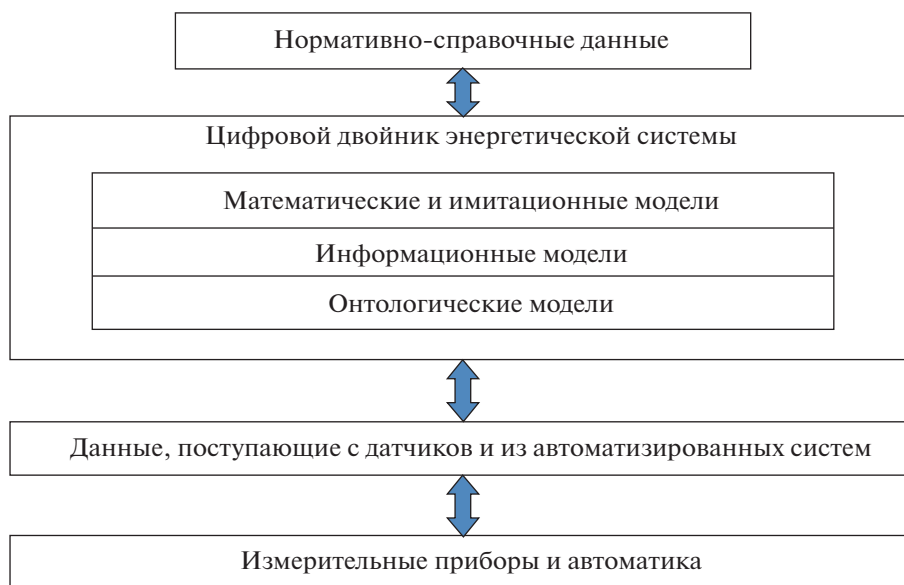 Нормативно-справочные данные
Цифровой двойник энергетической системы
Математические и имитационные модели
Информационные модели
Онтологические модели
Данные, поступающие с датчиков и из автоматизированных систем
Измерительные приборы и автоматика